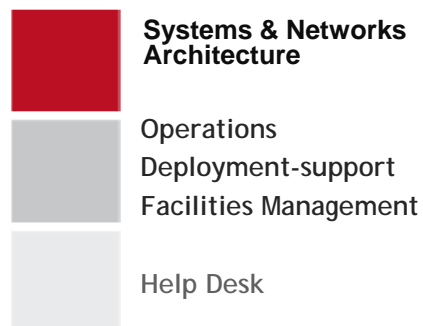 Systems & Networks
Architecture
Operations
Deployment-support
Facilities Management
Help Desk